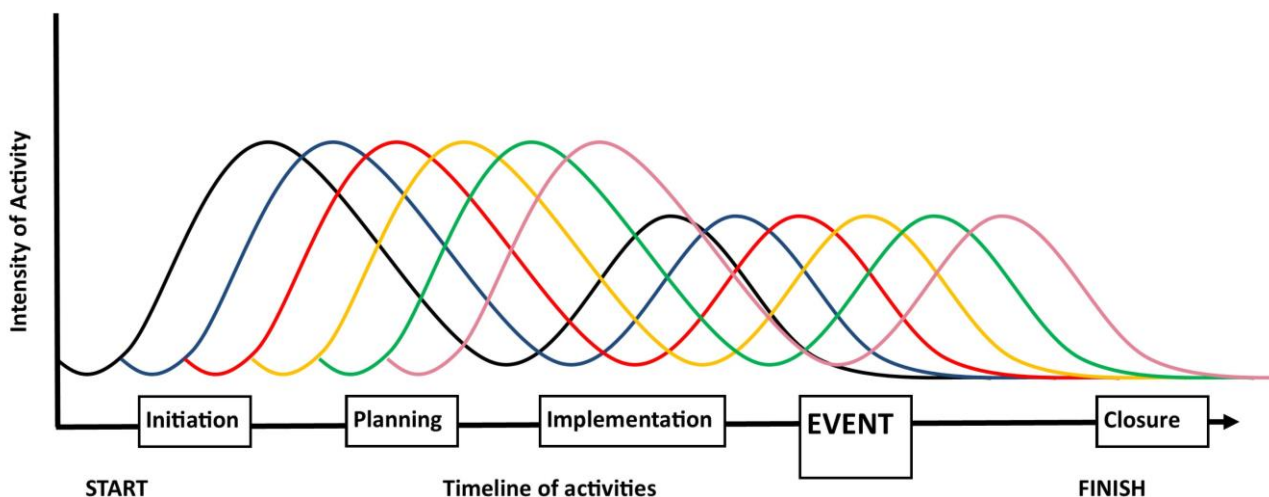 Intensity of Activity
Initiation
Planning
Implementation
EVENT
Closure
START
Timeline of activities
FINISH